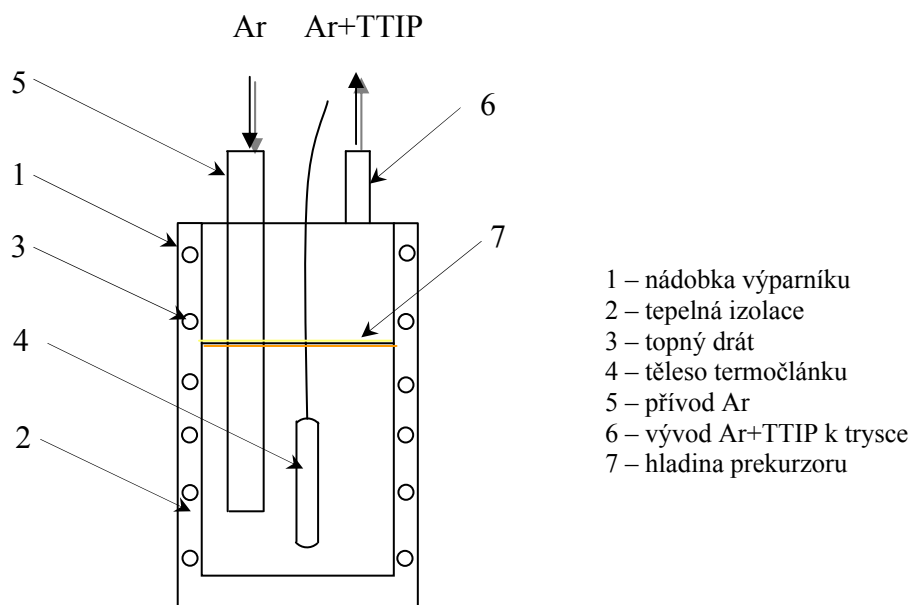 Ar Ar+TTIP
5
6
1
3
7
4
2
1 – nádobka výparníku
2 – tepelná izolace
3 – topný drát
4 – těleso termočlánku
5 – přívod Ar
6 – vývod Ar+TTIP k trysce
7 – hladina prekurzoru